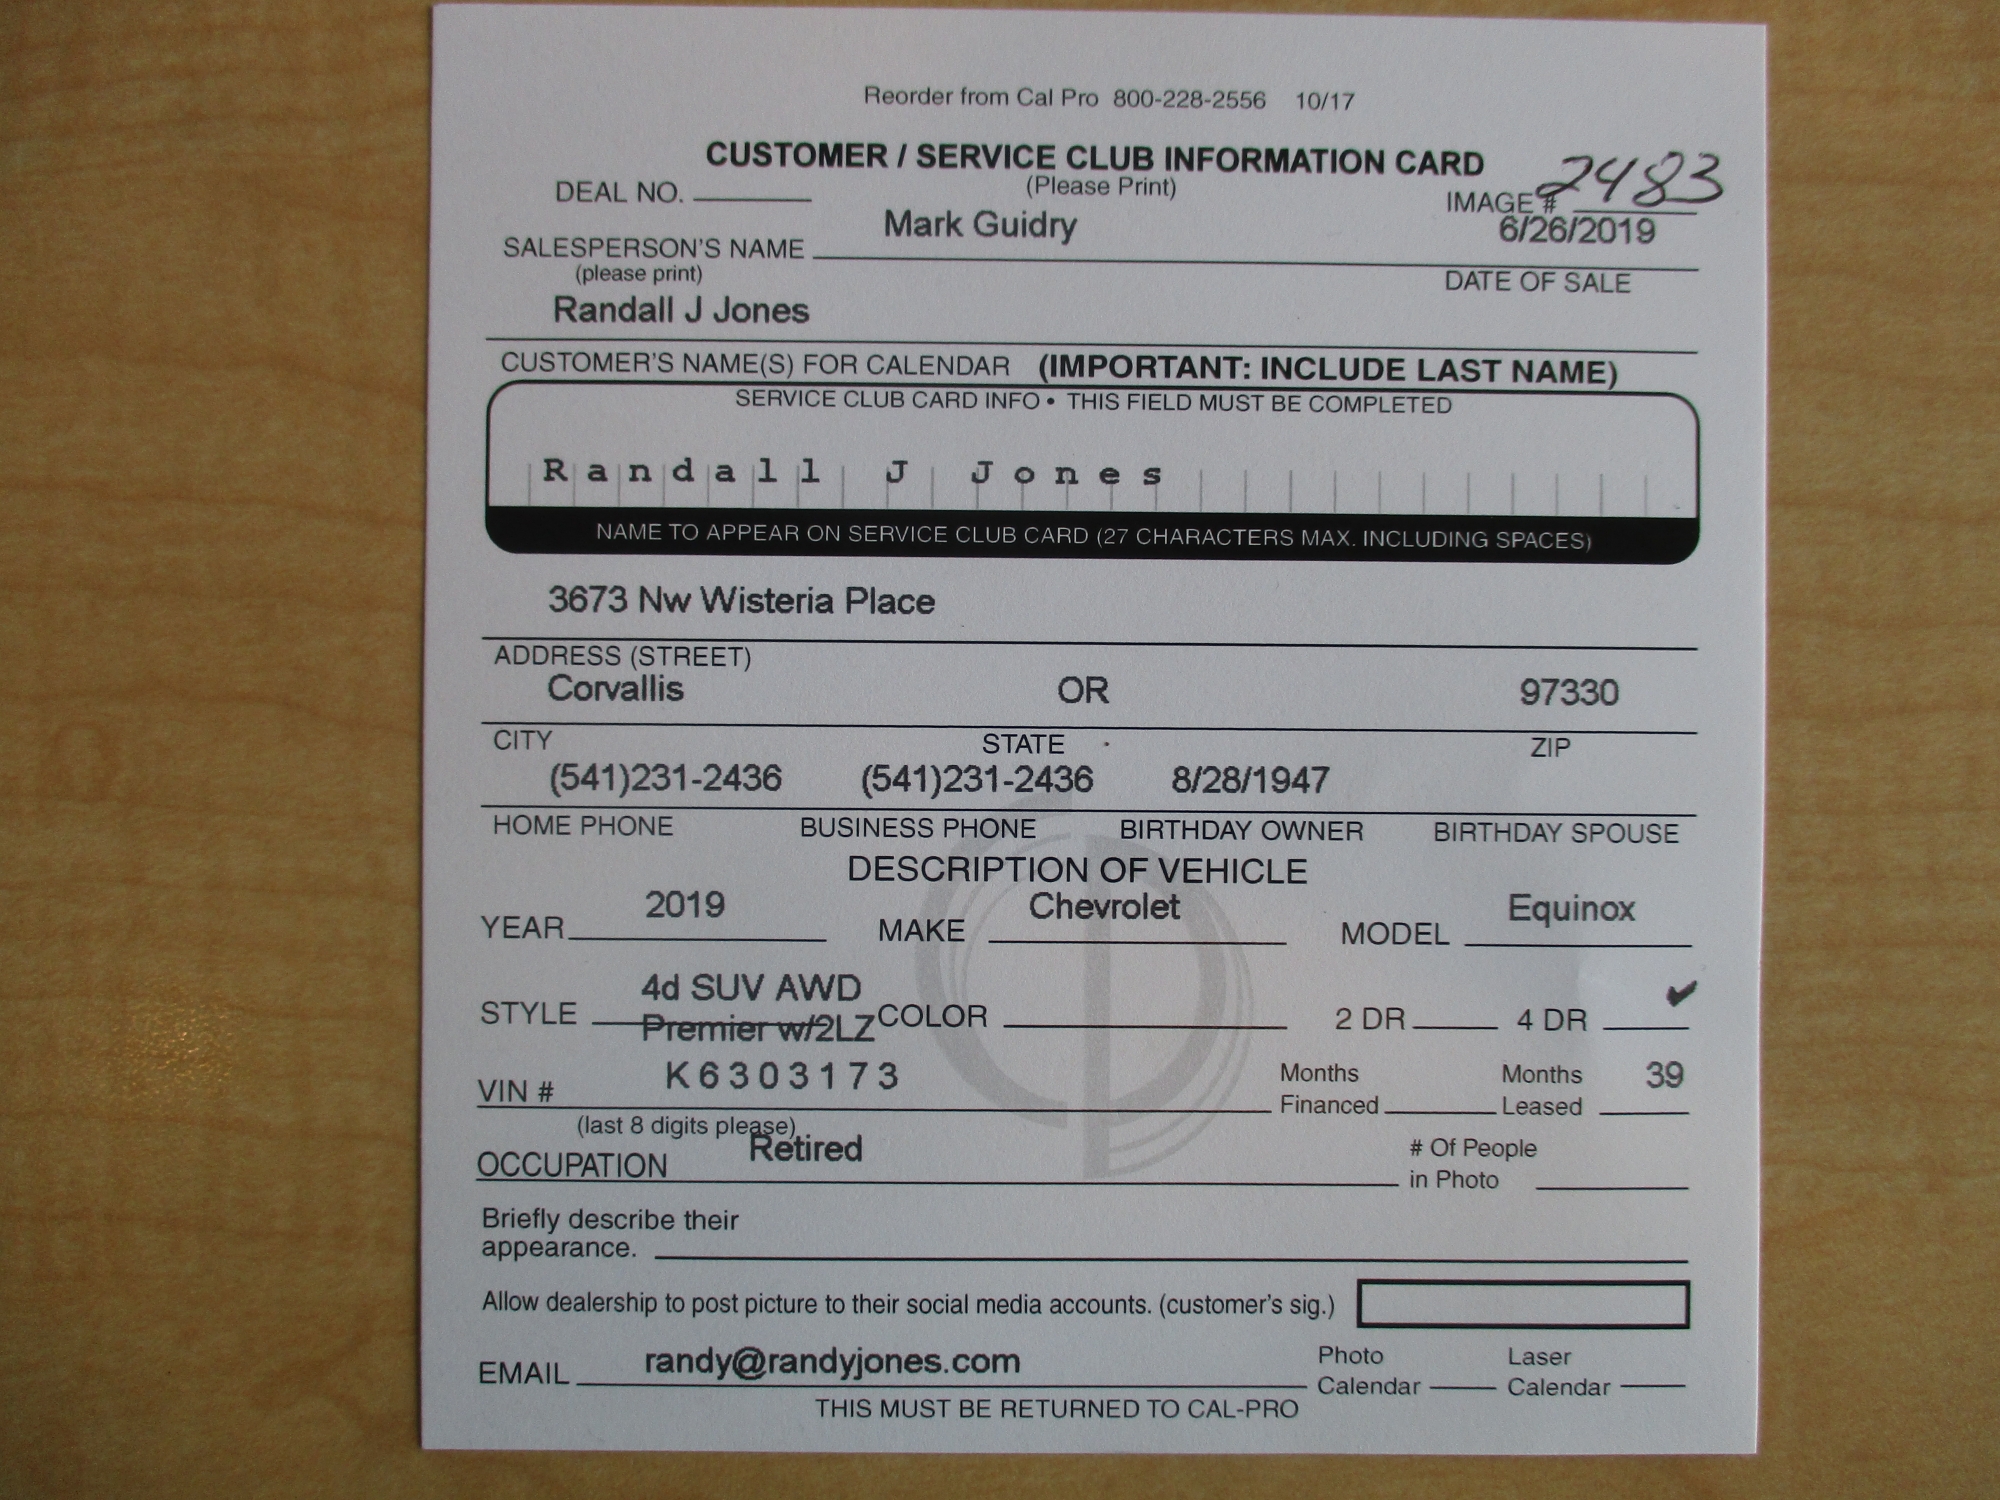 Reorder from Cal Pro 800-228-2556 10/17
CUSTOMER / SERVICE CLUB INFORMATION CARD
(Please Print)
DEAL NO.
IMAGE # 2483
Mark Guidry
6/26/2019
SALESPERSON'S NAME
(please print)
DATE OF SALE
Randall J Jones
CUSTOMER'S NAME(S) FOR CALENDAR (IMPORTANT: INCLUDE LAST NAME)
SERVICE CLUB CARD INFO • THIS FIELD MUST BE COMPLETED
Randall J Jones
NAME TO APPEAR ON SERVICE CLUB CARD (27 CHARACTERS MAX. INCLUDING SPACES)
3673 Nw Wisteria Place
ADDRESS (STREET)
Corvallis OR 97330
CITY STATE ZIP
(541)231-2436 (541)231-2436 8/28/1947
HOME PHONE BUSINESS PHONE BIRTHDAY OWNER BIRTHDAY SPOUSE
DESCRIPTION OF VEHICLE
YEAR 2019 MAKE Chevrolet MODEL Equinox
4d SUV AWD ✔
STYLE Premier w/2LZ COLOR 2 DR 4 DR
VIN # K6303173 Months Financed Months Leased 39
(last 8 digits please)
OCCUPATION Retired # Of People in Photo
Briefly describe their
appearance.
Allow dealership to post picture to their social media accounts. (customer's sig.)
EMAIL randy@randyjones.com Photo Calendar Laser Calendar
THIS MUST BE RETURNED TO CAL-PRO